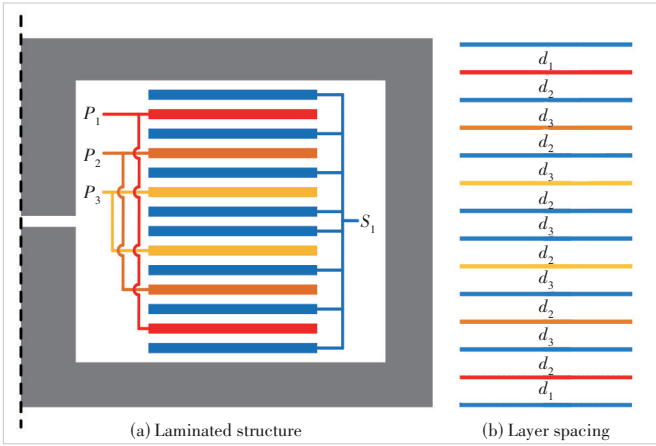 P₁
P₂
P₃
S₁
(a) Laminated structure
d₁
d₂
d₃
d₂
d₃
d₂
d₃
d₂
d₃
d₂
d₃
d₂
d₁
(b) Layer spacing